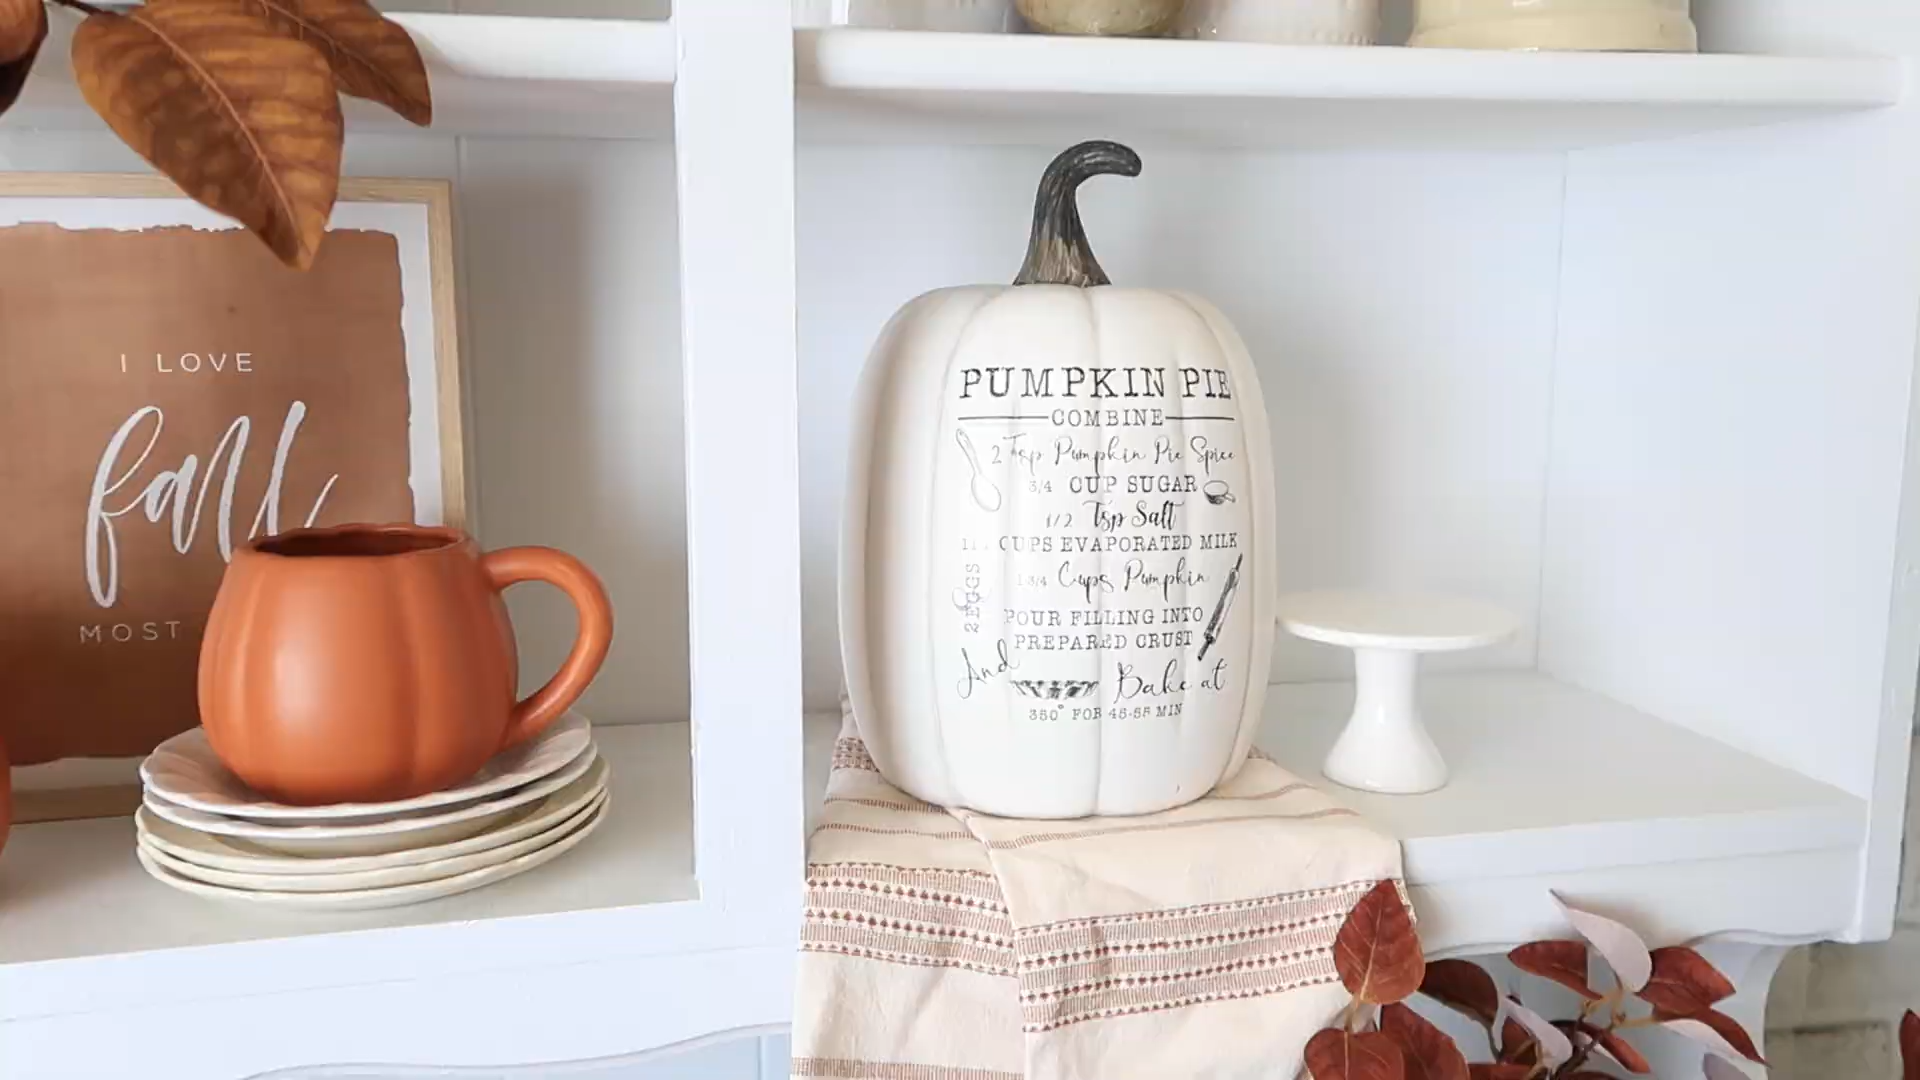 I LOVE
fall
MOST
PUMPKIN PIE
COMBINE
2 Tsp Pumpkin Pie Spice
3/4 CUP SUGAR
1/2 Tsp Salt
CUPS EVAPORATED MILK
1 3/4 Cups Pumpkin
2 EGGS
POUR FILLING INTO
PREPARED CRUST
And Bake at
350° FOR 45-55 MIN